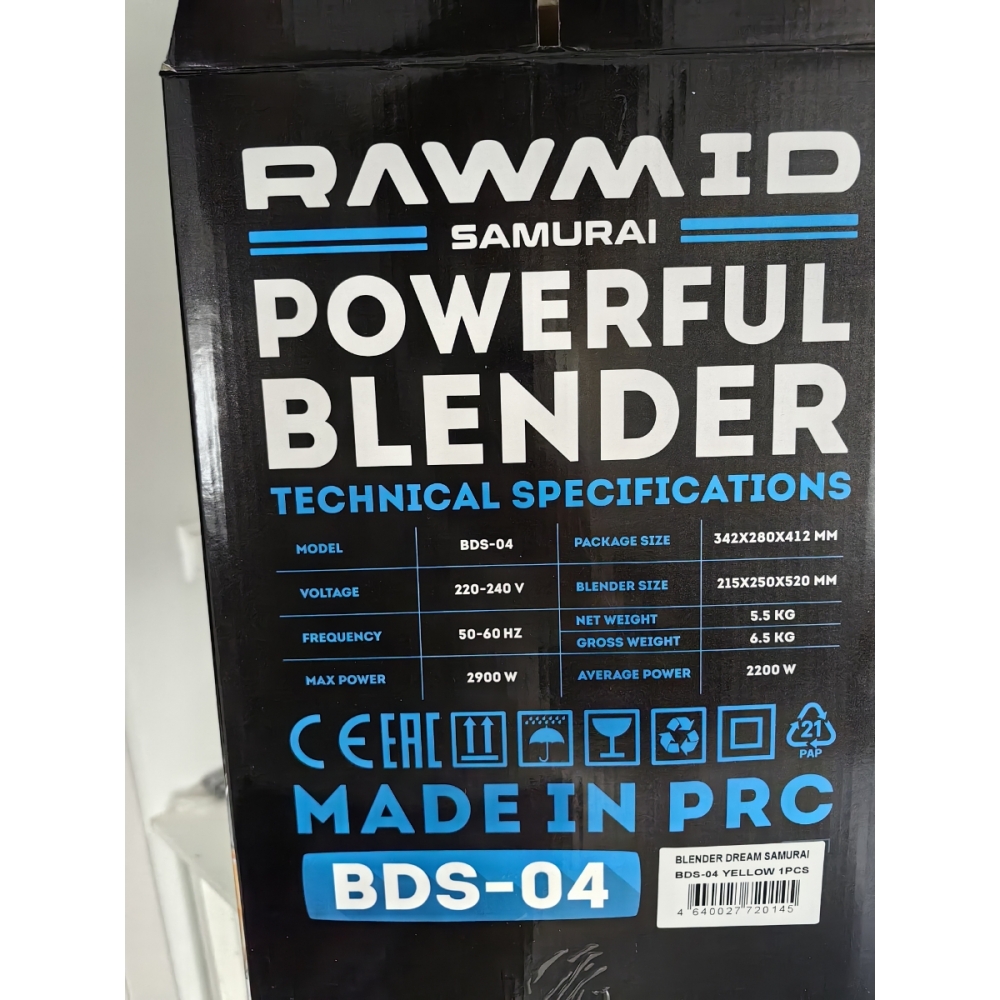 RAWMID
SAMURAI
POWERFUL
BLENDER
TECHNICAL SPECIFICATIONS
MODEL BDS-04 PACKAGE SIZE 342X280X412 MM
VOLTAGE 220-240 V BLENDER SIZE 215X250X520 MM
FREQUENCY 50-60 HZ NET WEIGHT 5.5 KG
GROSS WEIGHT 6.5 KG
MAX POWER 2900 W AVERAGE POWER 2200 W
CE EAC 21
PAP
MADE IN PRC
BDS-04
BLENDER DREAM SAMURAI
BDS-04 YELLOW 1PCS
4 640027 720145